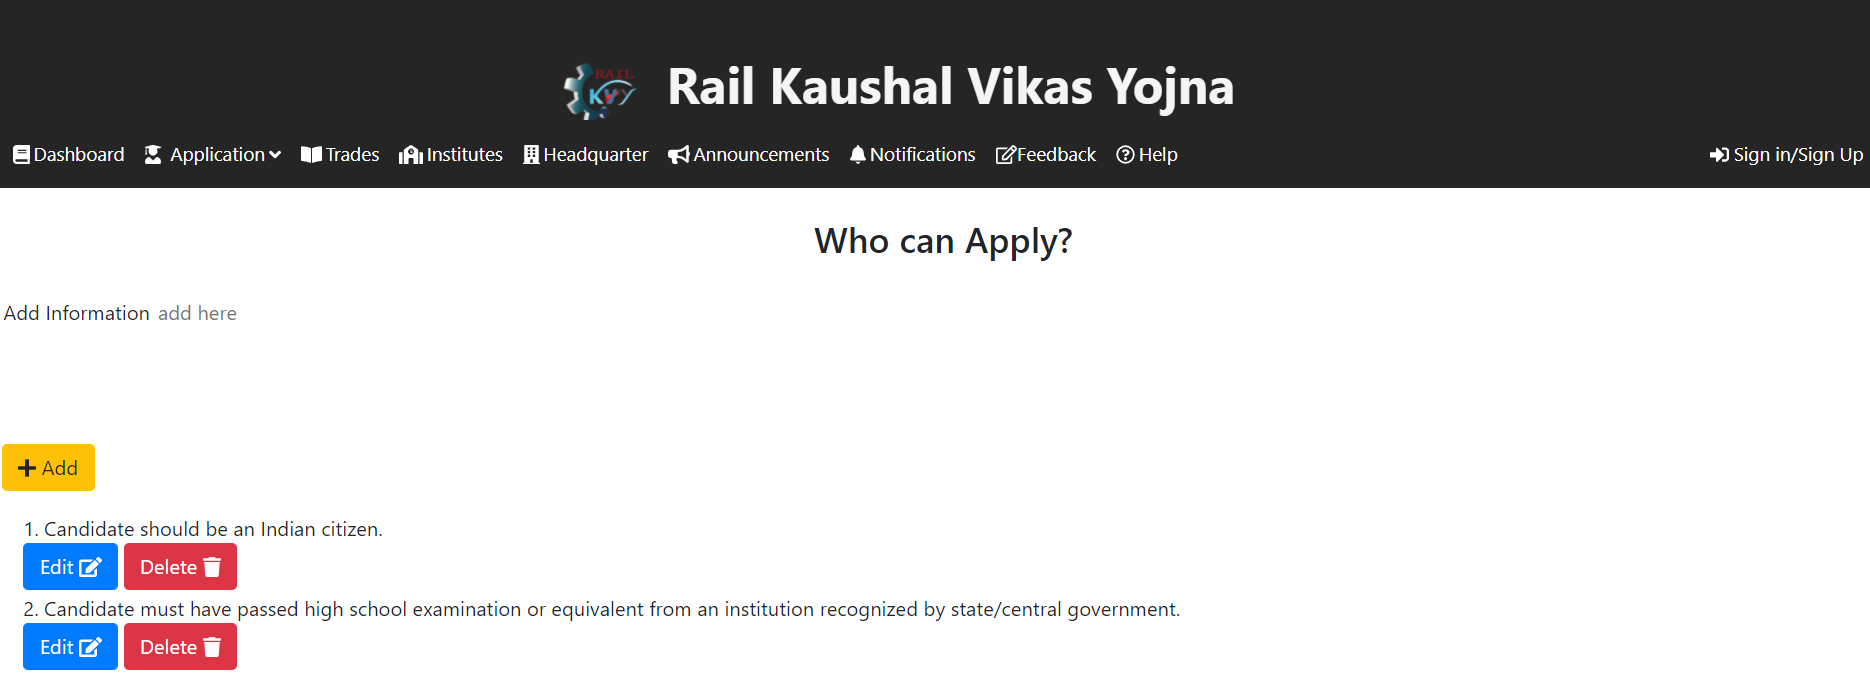 RAIL
KVY
Rail Kaushal Vikas Yojna
Dashboard Application Trades Institutes Headquarter Announcements Notifications Feedback Help Sign in/Sign Up
Who can Apply?
Add Information add here
Add
1. Candidate should be an Indian citizen.
Edit Delete
2. Candidate must have passed high school examination or equivalent from an institution recognized by state/central government.
Edit Delete